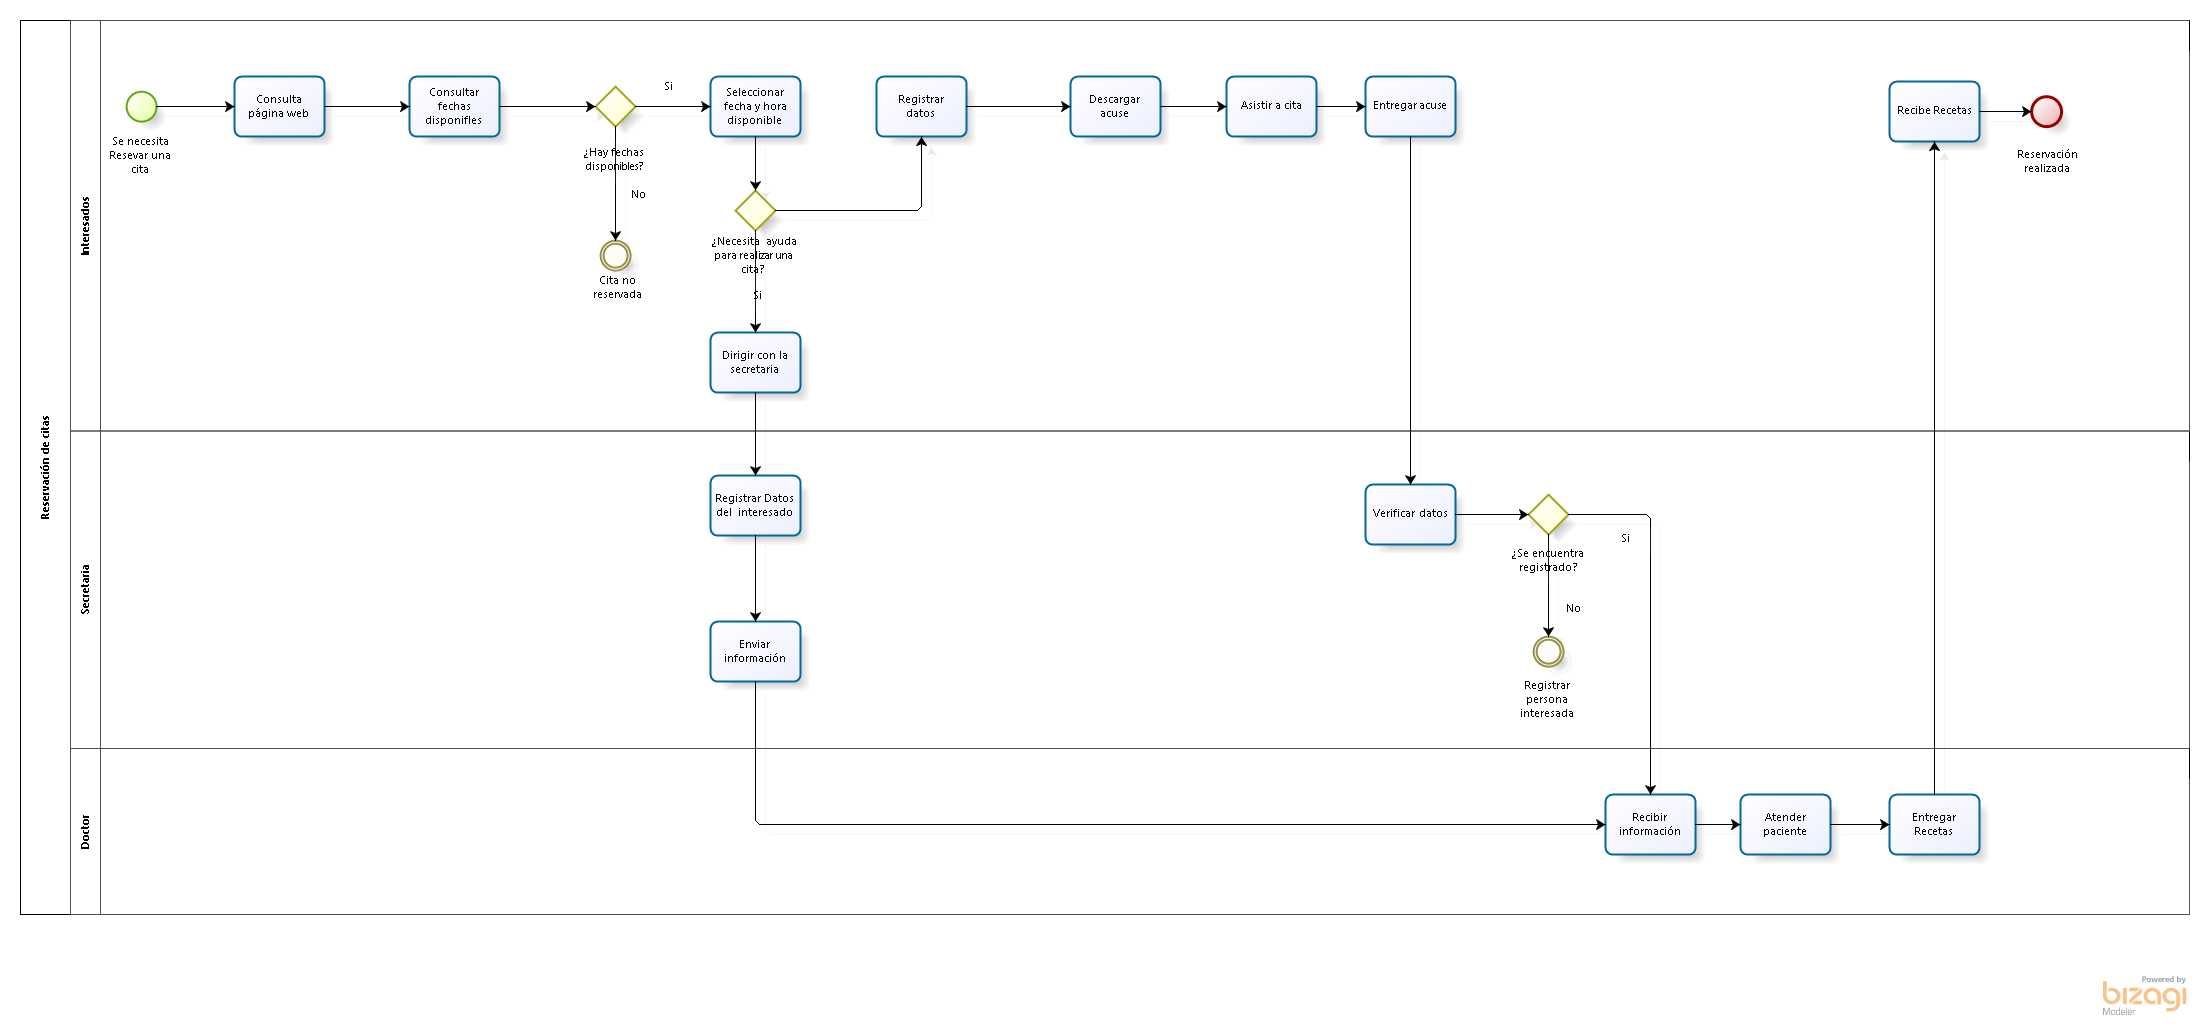 Reservación de citas
Interesados
Se necesita
Resevar una
cita
Consulta
página web
Consultar
fechas
disponifles
¿Hay fechas
disponibles?
Si
No
Cita no
reservada
Seleccionar
fecha y hora
disponible
¿Necesita ayuda
para realizar una
cita?
Si
Dirigir con la
secretaria
Registrar
datos
Descargar
acuse
Asistir a cita
Entregar acuse
Recibe Recetas
Reservación
realizada
Secretaria
Registrar Datos
del interesado
Enviar
información
Verificar datos
¿Se encuentra
registrado?
Si
No
Registrar
persona
interesada
Doctor
Recibir
información
Atender
paciente
Entregar
Recetas
Powered by
bizagi
Modeler